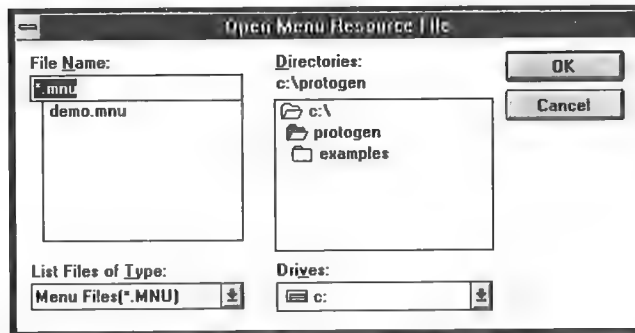 Open Menu Resource File
File Name:
*.mnu
demo.mnu
List Files of Type:
Menu Files(*.MNU)
Directories:
c:\protogen
c:\
protogen
examples
Drives:
c:
OK
Cancel